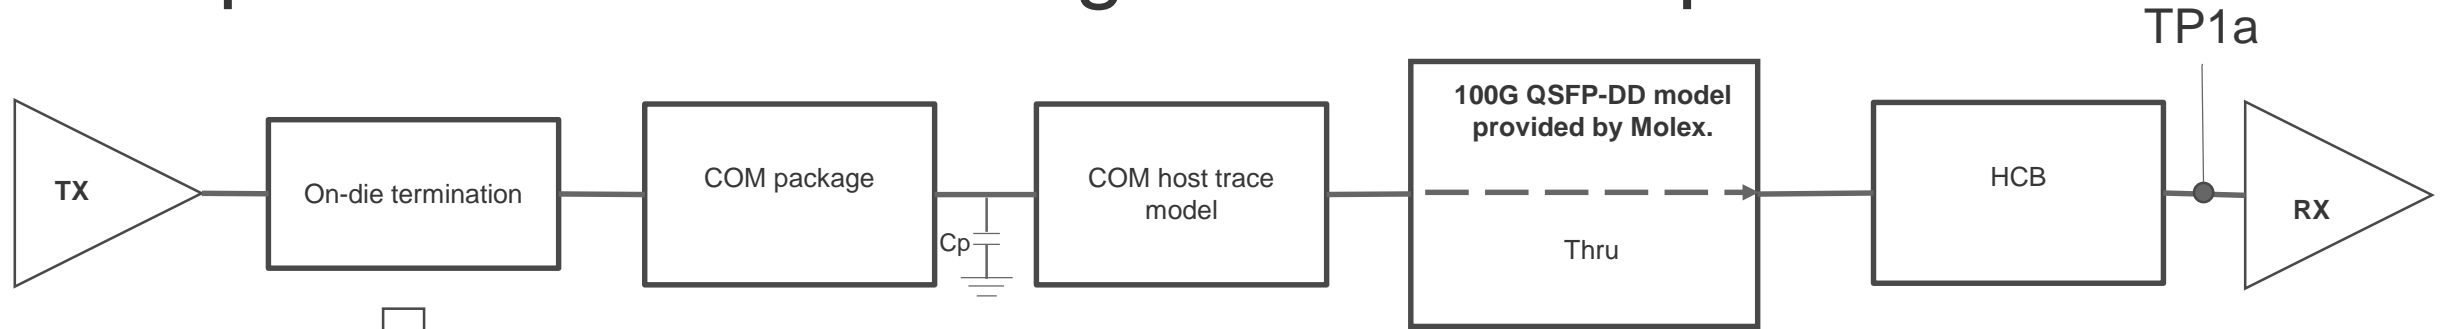 TP1a
100G QSFP-DD model
provided by Molex.
TX
On-die termination
COM package
Cp
COM host trace
model
Thru
HCB
RX